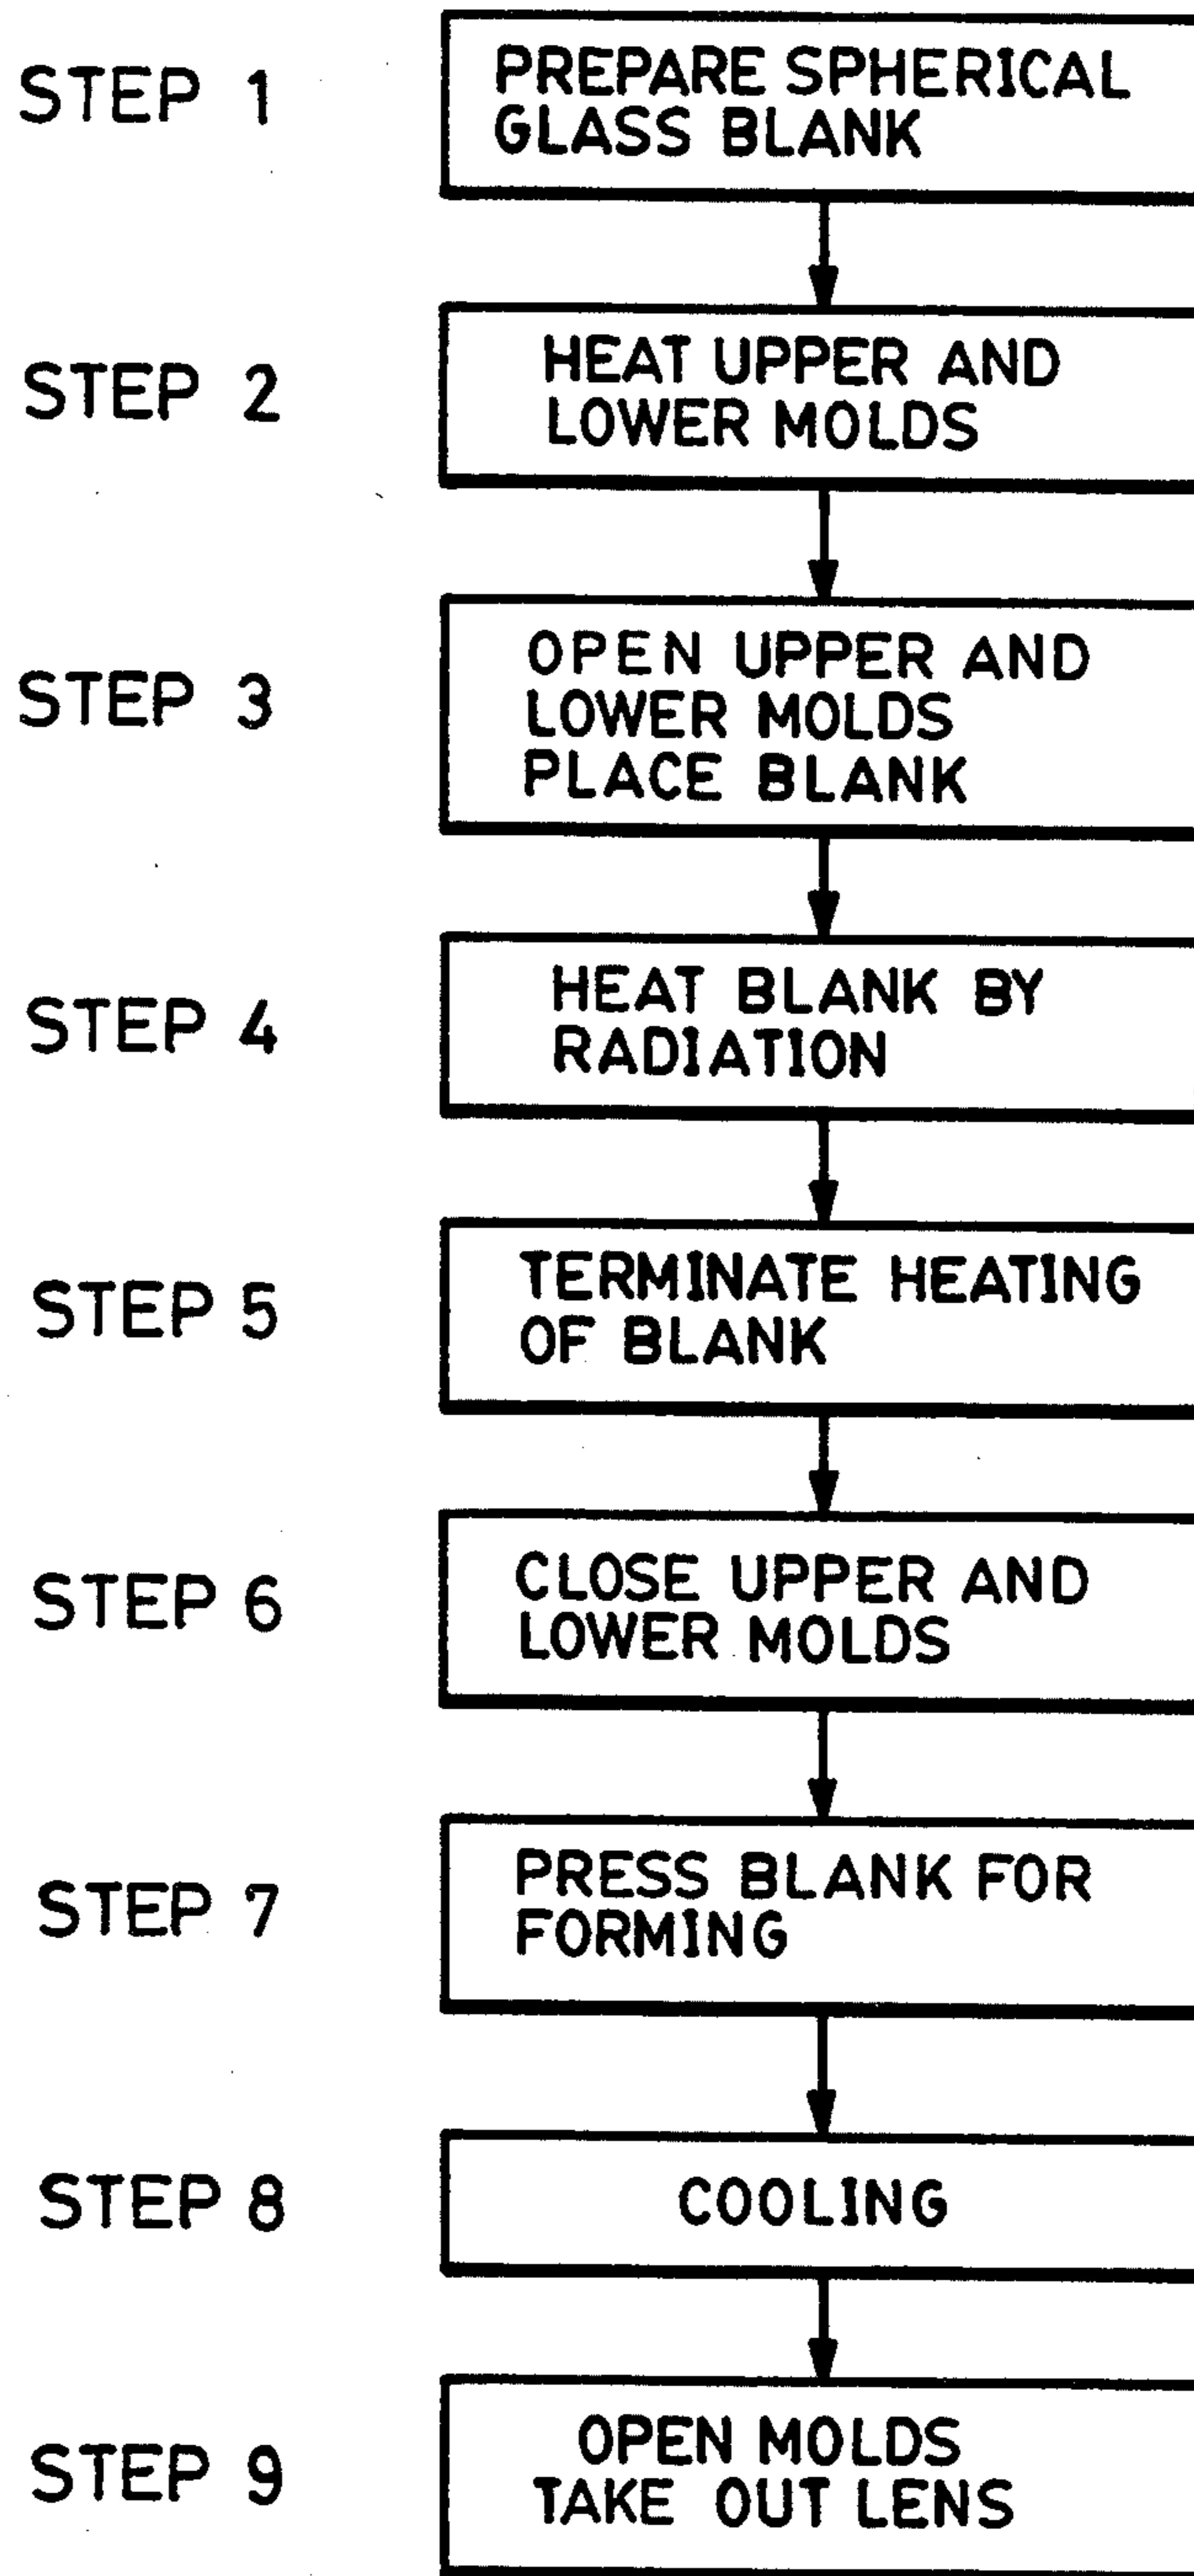 STEP 1
PREPARE SPHERICAL
GLASS BLANK
STEP 2
HEAT UPPER AND
LOWER MOLDS
STEP 3
OPEN UPPER AND
LOWER MOLDS
PLACE BLANK
STEP 4
HEAT BLANK BY
RADIATION
STEP 5
TERMINATE HEATING
OF BLANK
STEP 6
CLOSE UPPER AND
LOWER MOLDS
STEP 7
PRESS BLANK FOR
FORMING
STEP 8
COOLING
STEP 9
OPEN MOLDS
TAKE OUT LENS